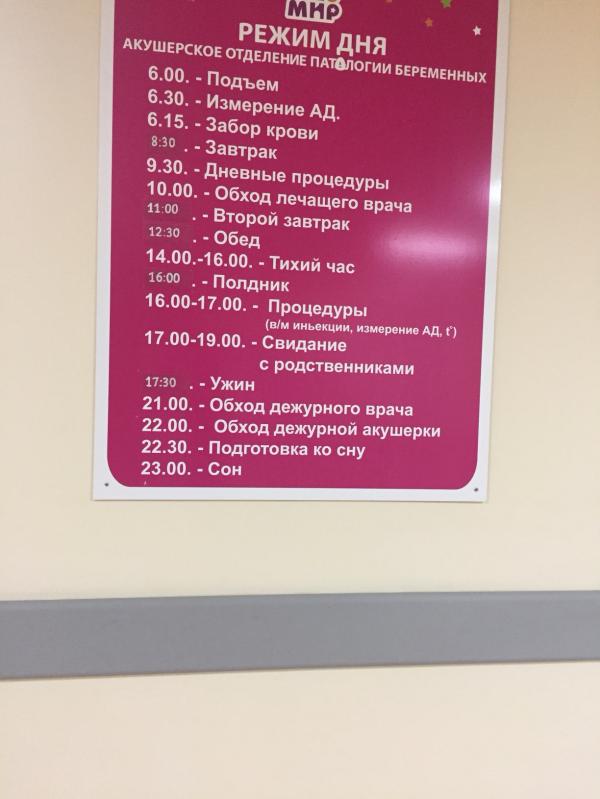 МИР
РЕЖИМ ДНЯ
АКУШЕРСКОЕ ОТДЕЛЕНИЕ ПАТОЛОГИИ БЕРЕМЕННЫХ
6.00. - Подъем
6.30. - Измерение АД.
6.15. - Забор крови
8:30 . - Завтрак
9.30. - Дневные процедуры
10.00. - Обход лечащего врача
11:00 . - Второй завтрак
12:30 . - Обед
14.00.-16.00. - Тихий час
16:00 . - Полдник
16.00-17.00. - Процедуры
(в/м иньекции, измерение АД, t°)
17.00-19.00. - Свидание
с родственниками
17:30 . - Ужин
21.00. - Обход дежурного врача
22.00. - Обход дежурной акушерки
22.30. - Подготовка ко сну
23.00. - Сон